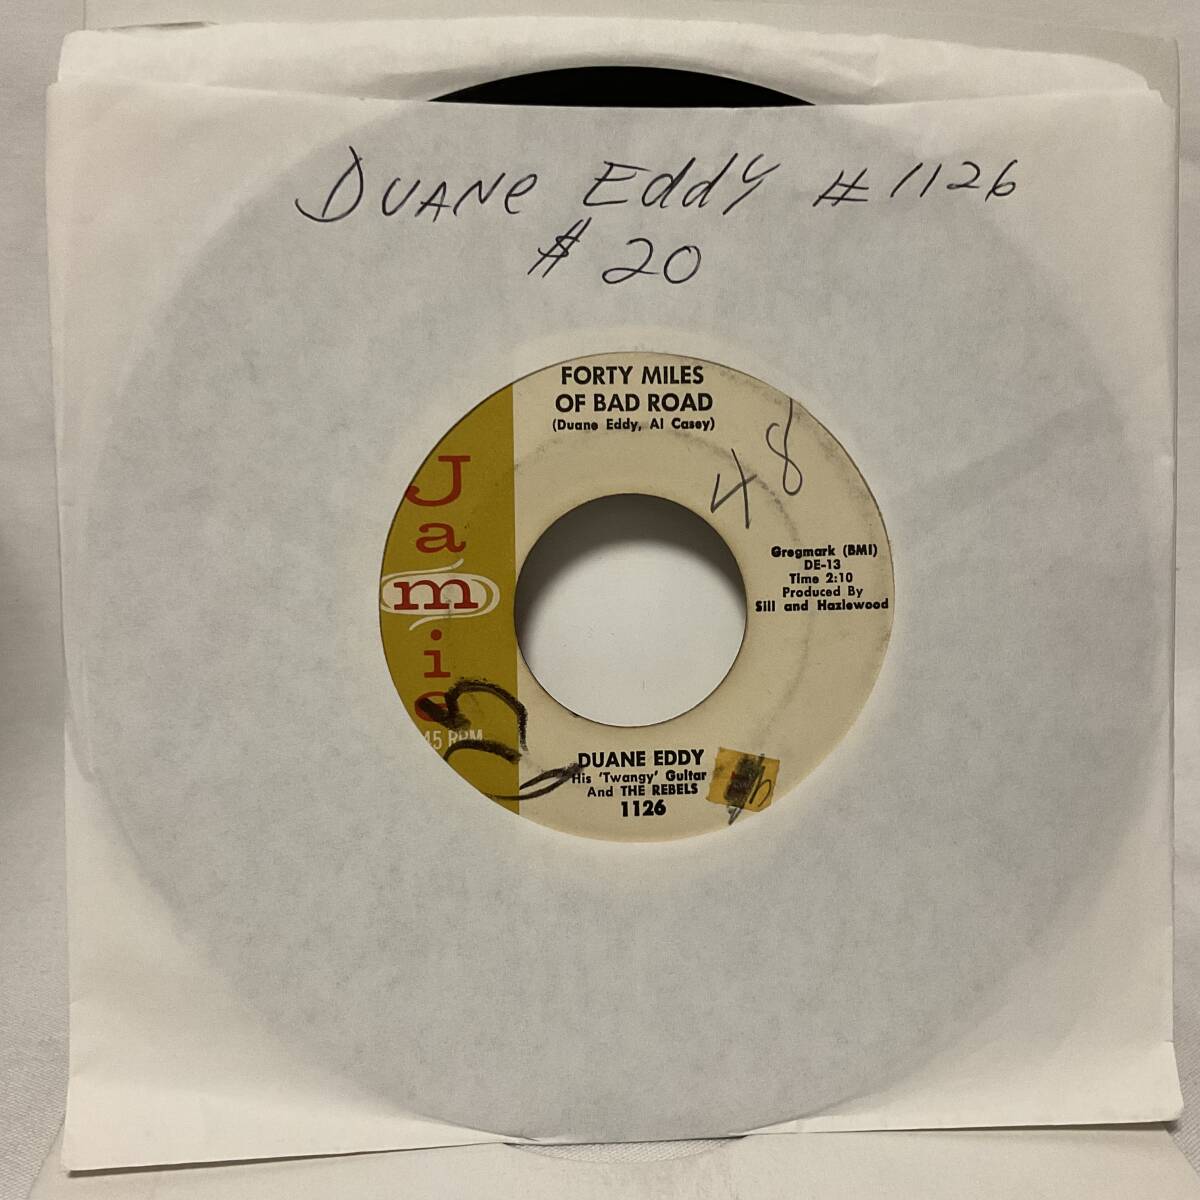 DUANE EDDY # 1126
$ 20
FORTY MILES
OF BAD ROAD
(Duane Eddy, Al Casey)
48
Jamie
Gregmark (BMI)
DE-13
Time 2:10
Produced By
Sill and Hazlewood
45 RPM
DUANE EDDY
His 'Twangy' Guitar
And THE REBELS
1126